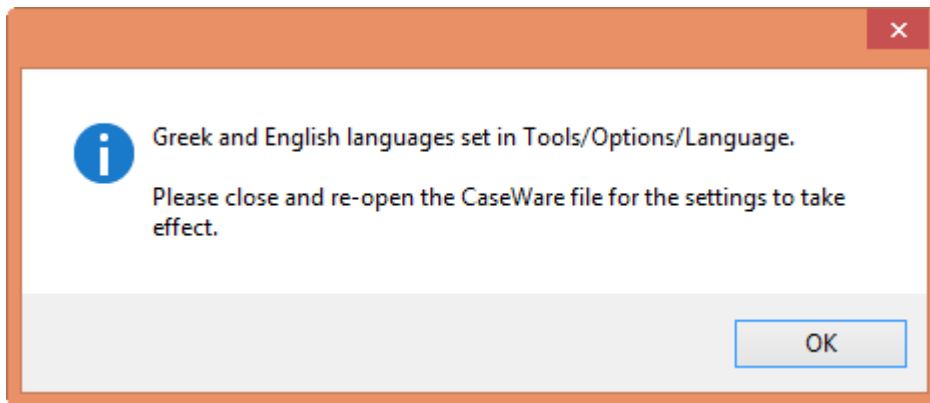 Greek and English languages set in Tools/Options/Language.
Please close and re-open the CaseWare file for the settings to take
effect.
OK